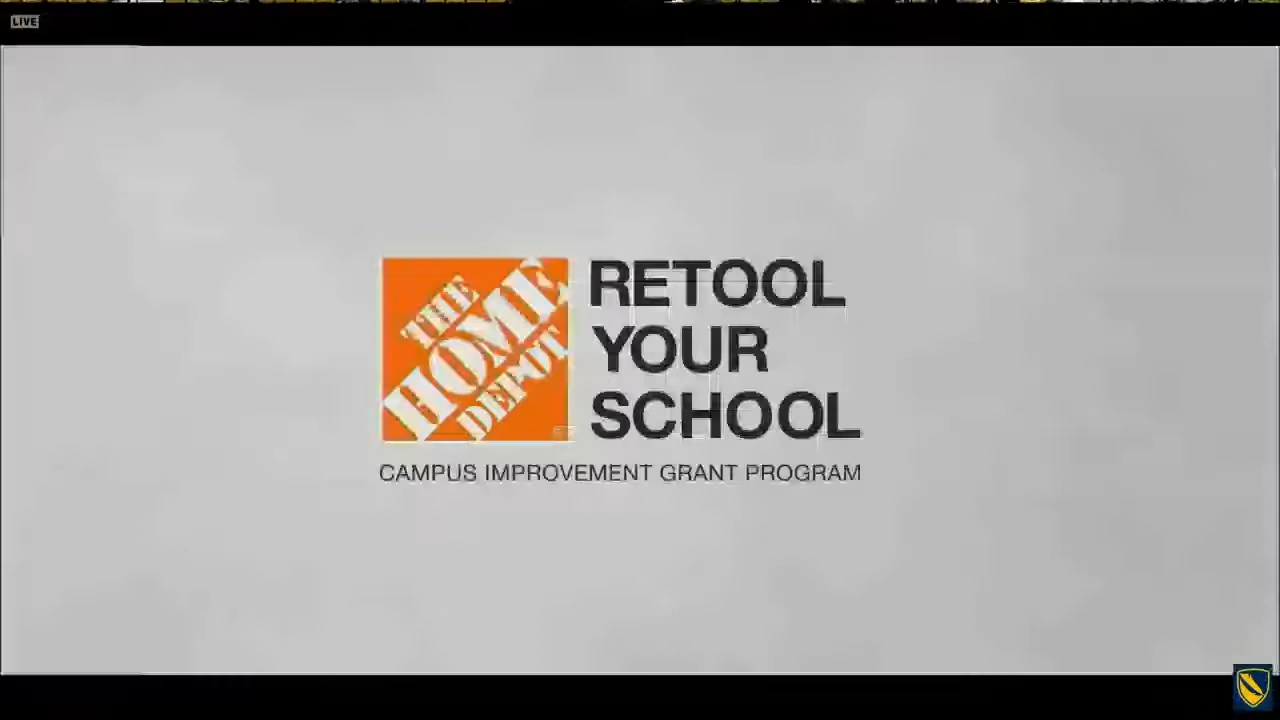 LIVE
THE
HOME
DEPOT
RETOOL
YOUR
SCHOOL
CAMPUS IMPROVEMENT GRANT PROGRAM